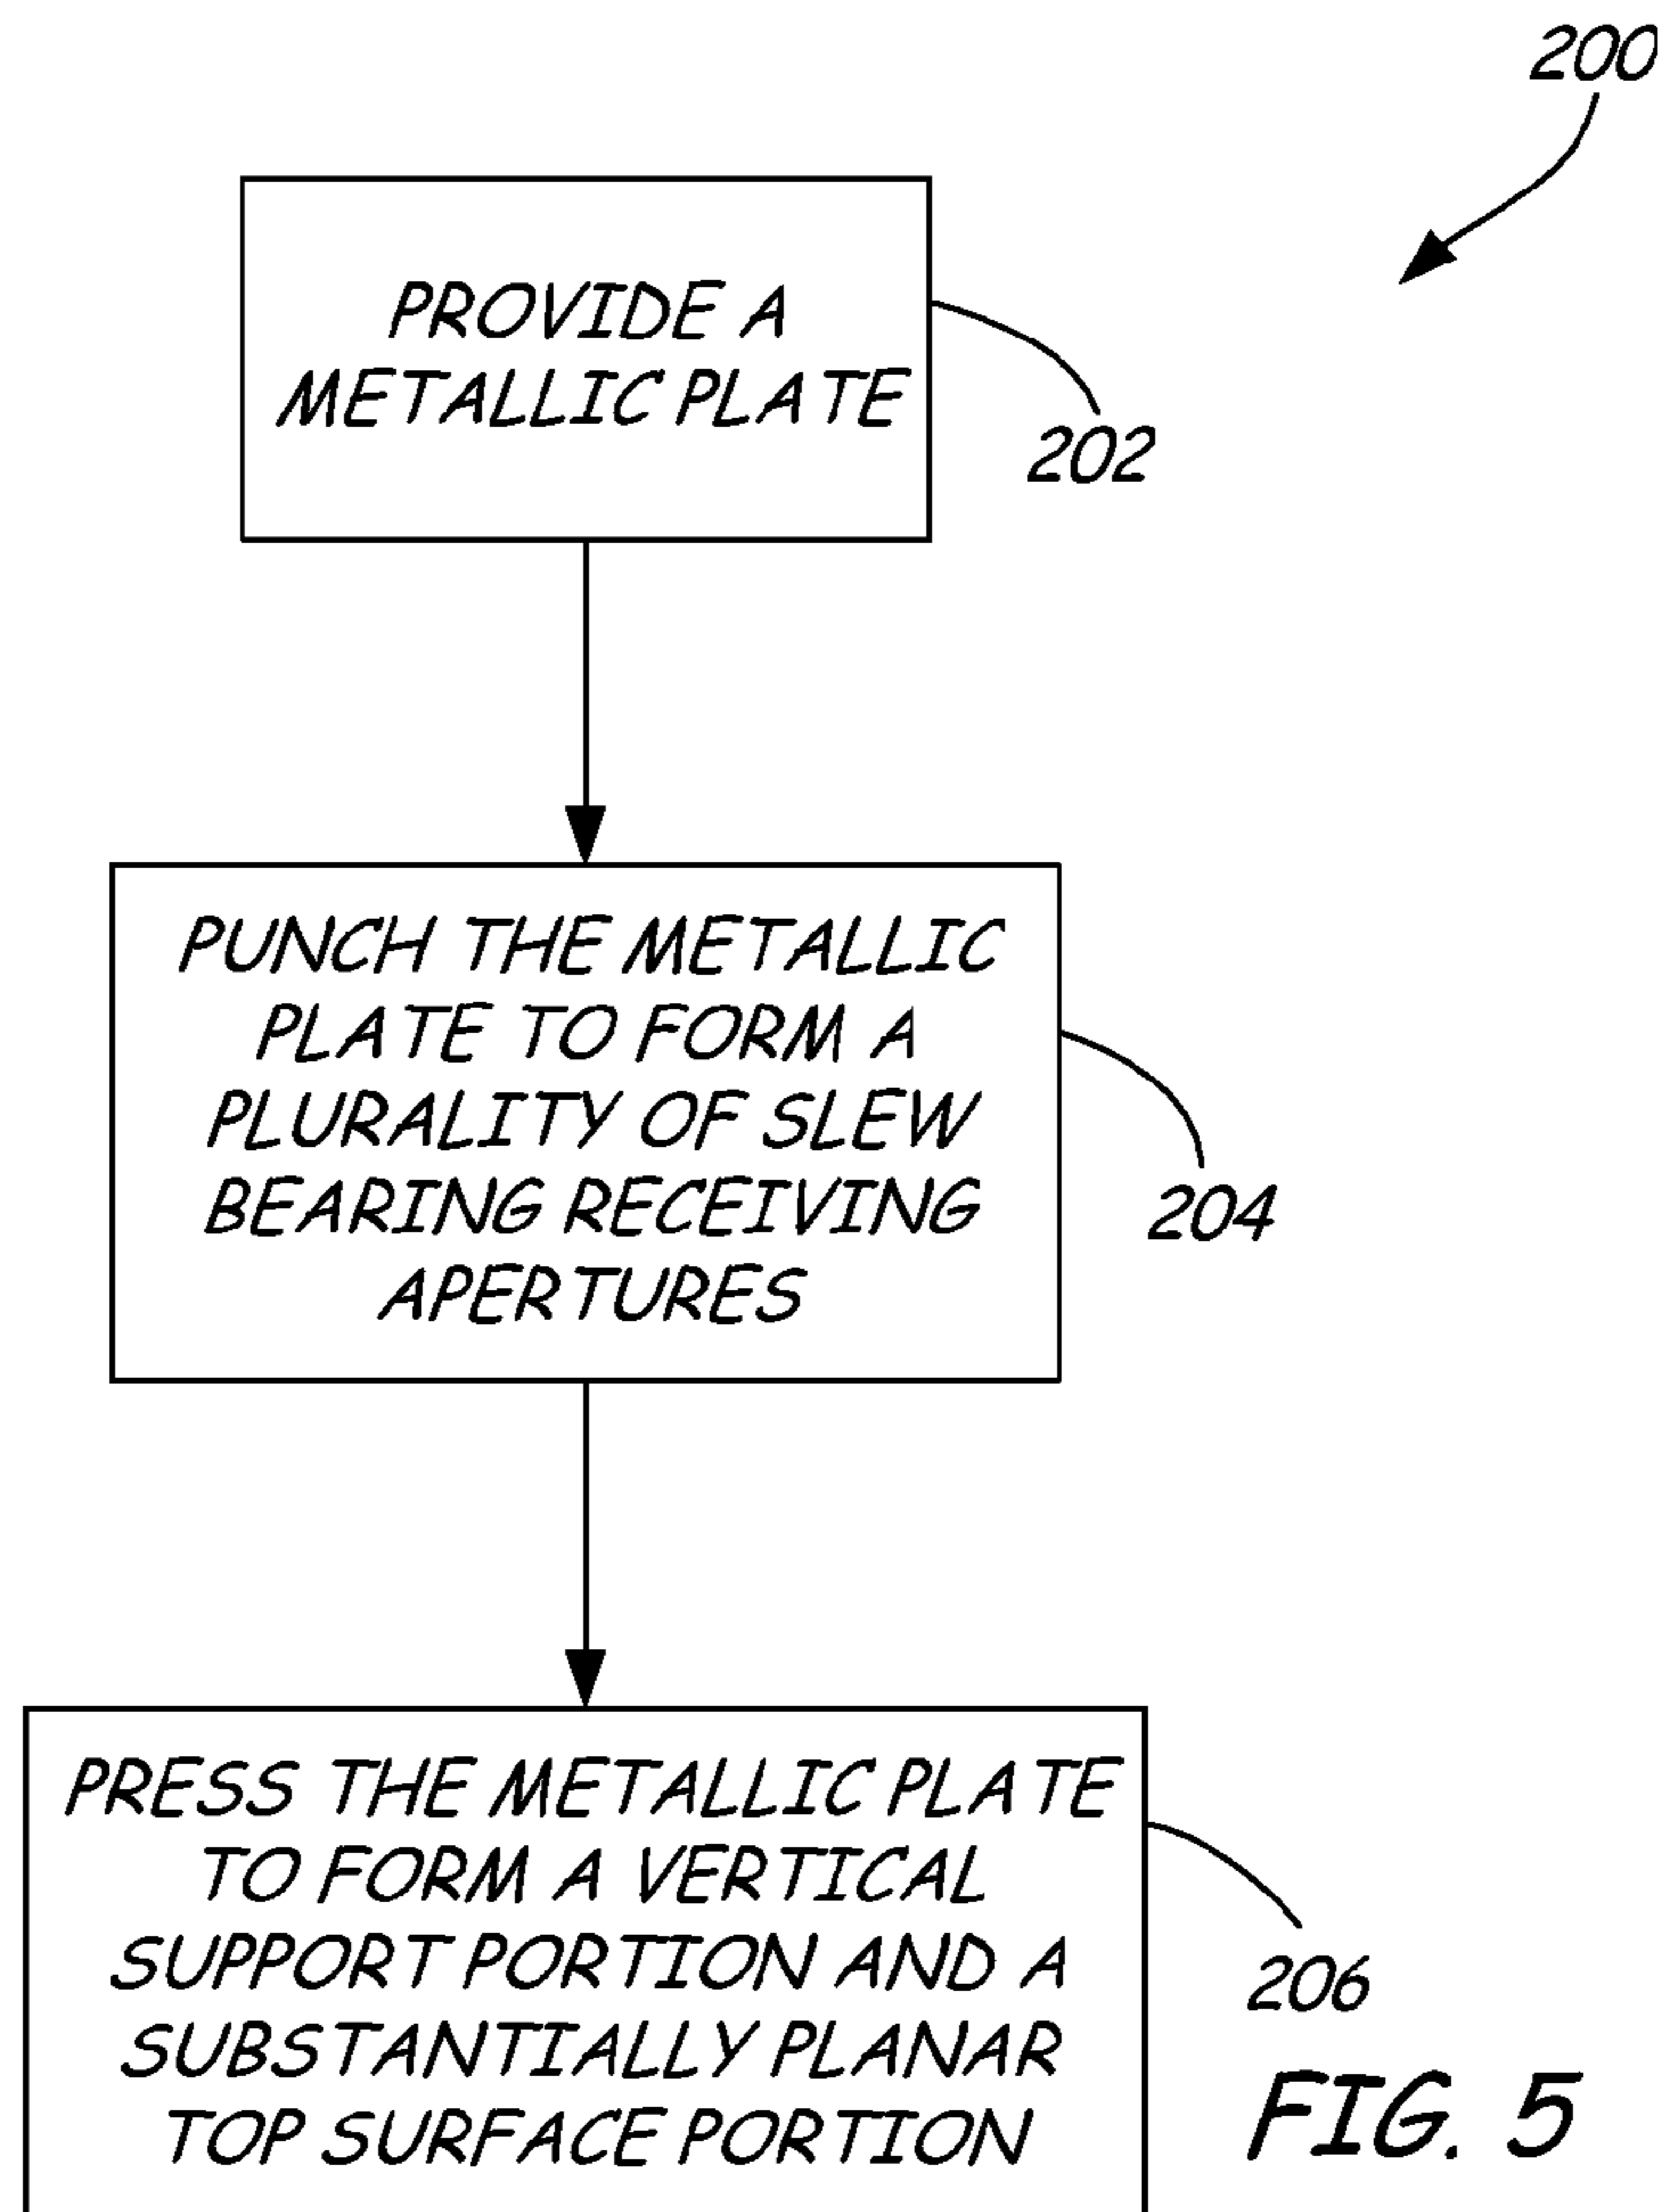 200
PROVIDE A
METALLIC PLATE
202
PUNCH THE METALLIC
PLATE TO FORM A
PLURALITY OF SLEW
BEARING RECEIVING
APERTURES
204
PRESS THE METALLIC PLATE
TO FORM A VERTICAL
SUPPORT PORTION AND A
SUBSTANTIALLY PLANAR
TOP SURFACE PORTION
206
FIG. 5